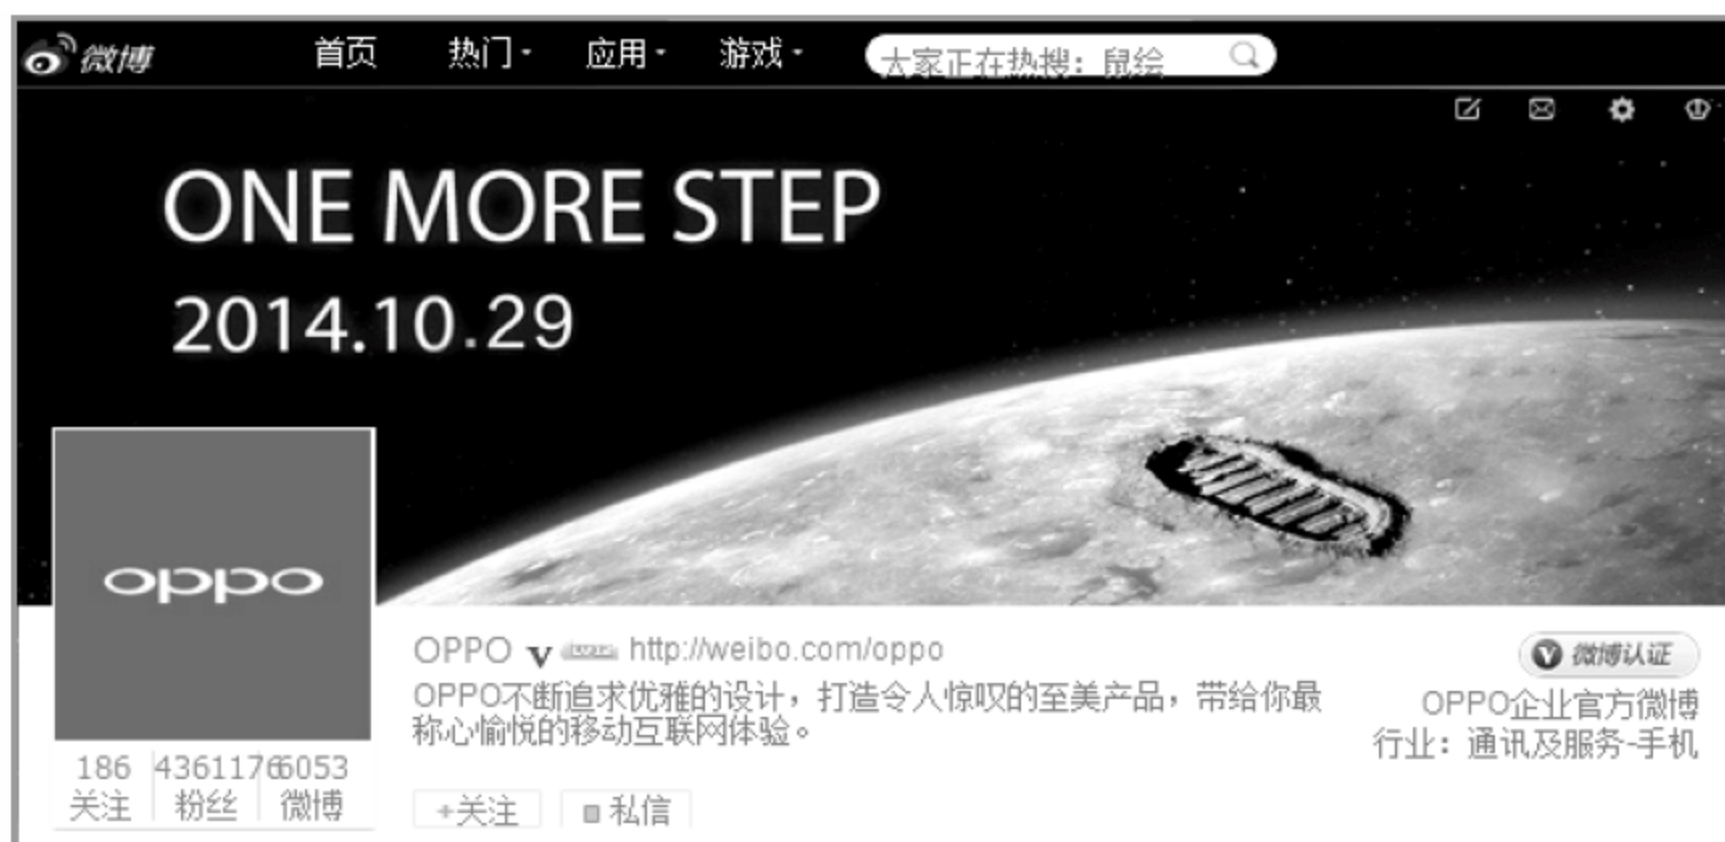 微博 首页 热门 应用 游戏 大家正在热搜：鼠绘
ONE MORE STEP
2014.10.29
oppo
OPPO V http://weibo.com/oppo
OPPO不断追求优雅的设计，打造令人惊叹的至美产品，带给你最
称心愉悦的移动互联网体验。
V 微博认证
OPPO企业官方微博
行业：通讯及服务-手机
186 4361176 6053
关注 粉丝 微博
+关注 私信